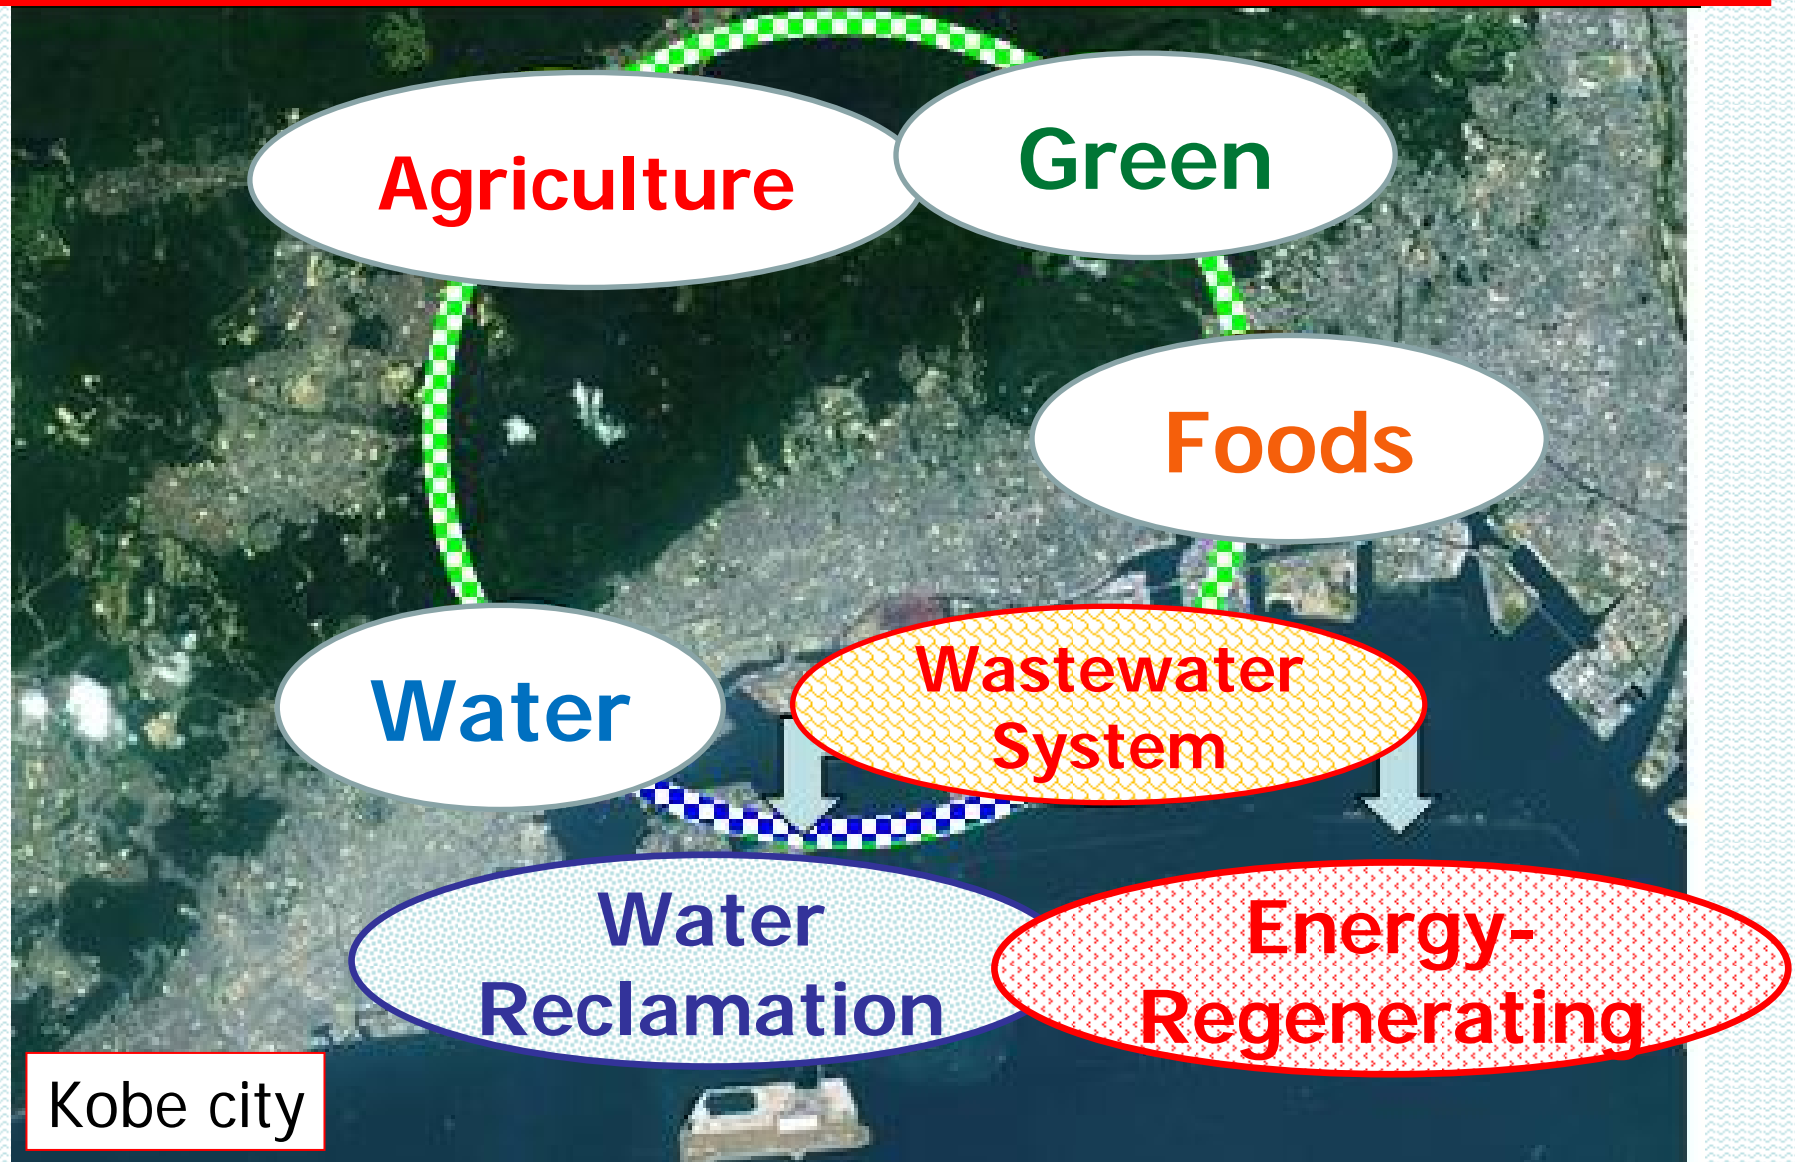 Agriculture
Green
Foods
Water
Wastewater
System
Water
Reclamation
Energy-
Regenerating
Kobe city